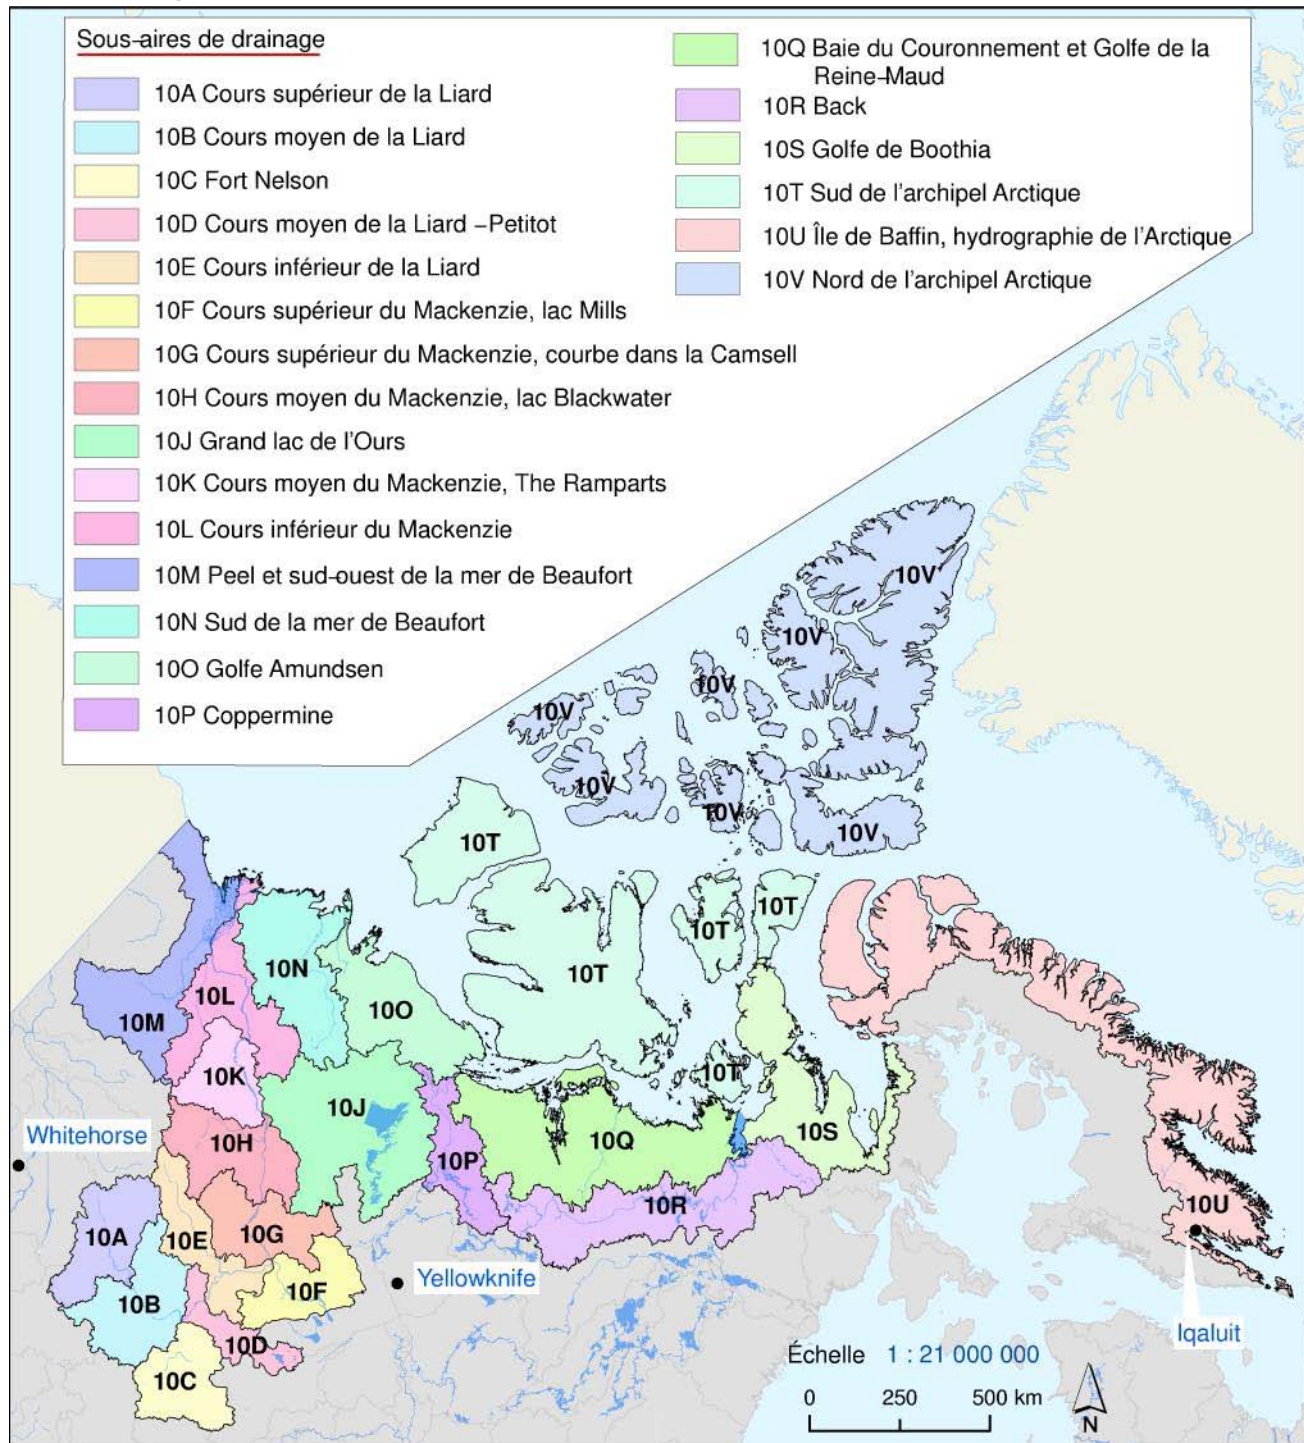 Sous-aires de drainage
10A Cours supérieur de la Liard
10B Cours moyen de la Liard
10C Fort Nelson
10D Cours moyen de la Liard -Petitot
10E Cours inférieur de la Liard
10F Cours supérieur du Mackenzie, lac Mills
10G Cours supérieur du Mackenzie, courbe dans la Camsell
10H Cours moyen du Mackenzie, lac Blackwater
10J Grand lac de l'Ours
10K Cours moyen du Mackenzie, The Ramparts
10L Cours inférieur du Mackenzie
10M Peel et sud-ouest de la mer de Beaufort
10N Sud de la mer de Beaufort
10O Golfe Amundsen
10P Coppermine
10Q Baie du Couronnement et Golfe de la
Reine-Maud
10R Back
10S Golfe de Boothia
10T Sud de l'archipel Arctique
10U Île de Baffin, hydrographie de l'Arctique
10V Nord de l'archipel Arctique
10V
10V
10V
10V
10V
10V
10V
10T
10T
10T
10T
10N
10L
10O
10M
10K
10T
10J
10H
10Q
10S
Whitehorse
10P
10R
10U
10A
10E
10G
10F
Yellowknife
10B
10D
Iqaluit
10C
Échelle 1 : 21 000 000
0 250 500 km
N